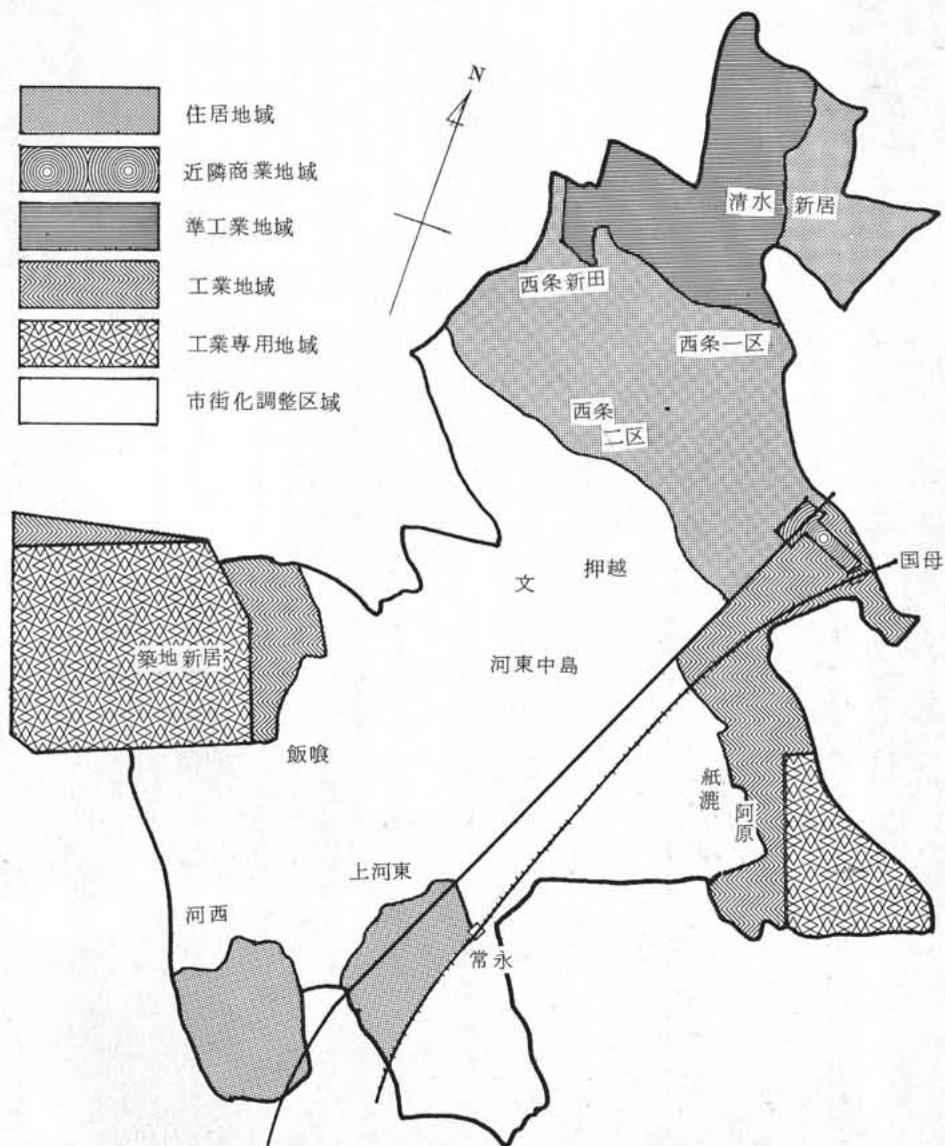 N
住居地域
近隣商業地域
準工業地域
工業地域
工業専用地域
市街化調整区域
清水
新居
西条新田
西条一区
西条
二区
国母
押越
文
河東中島
築地新居
飯喰
紙漉
阿原
上河東
河西
常永